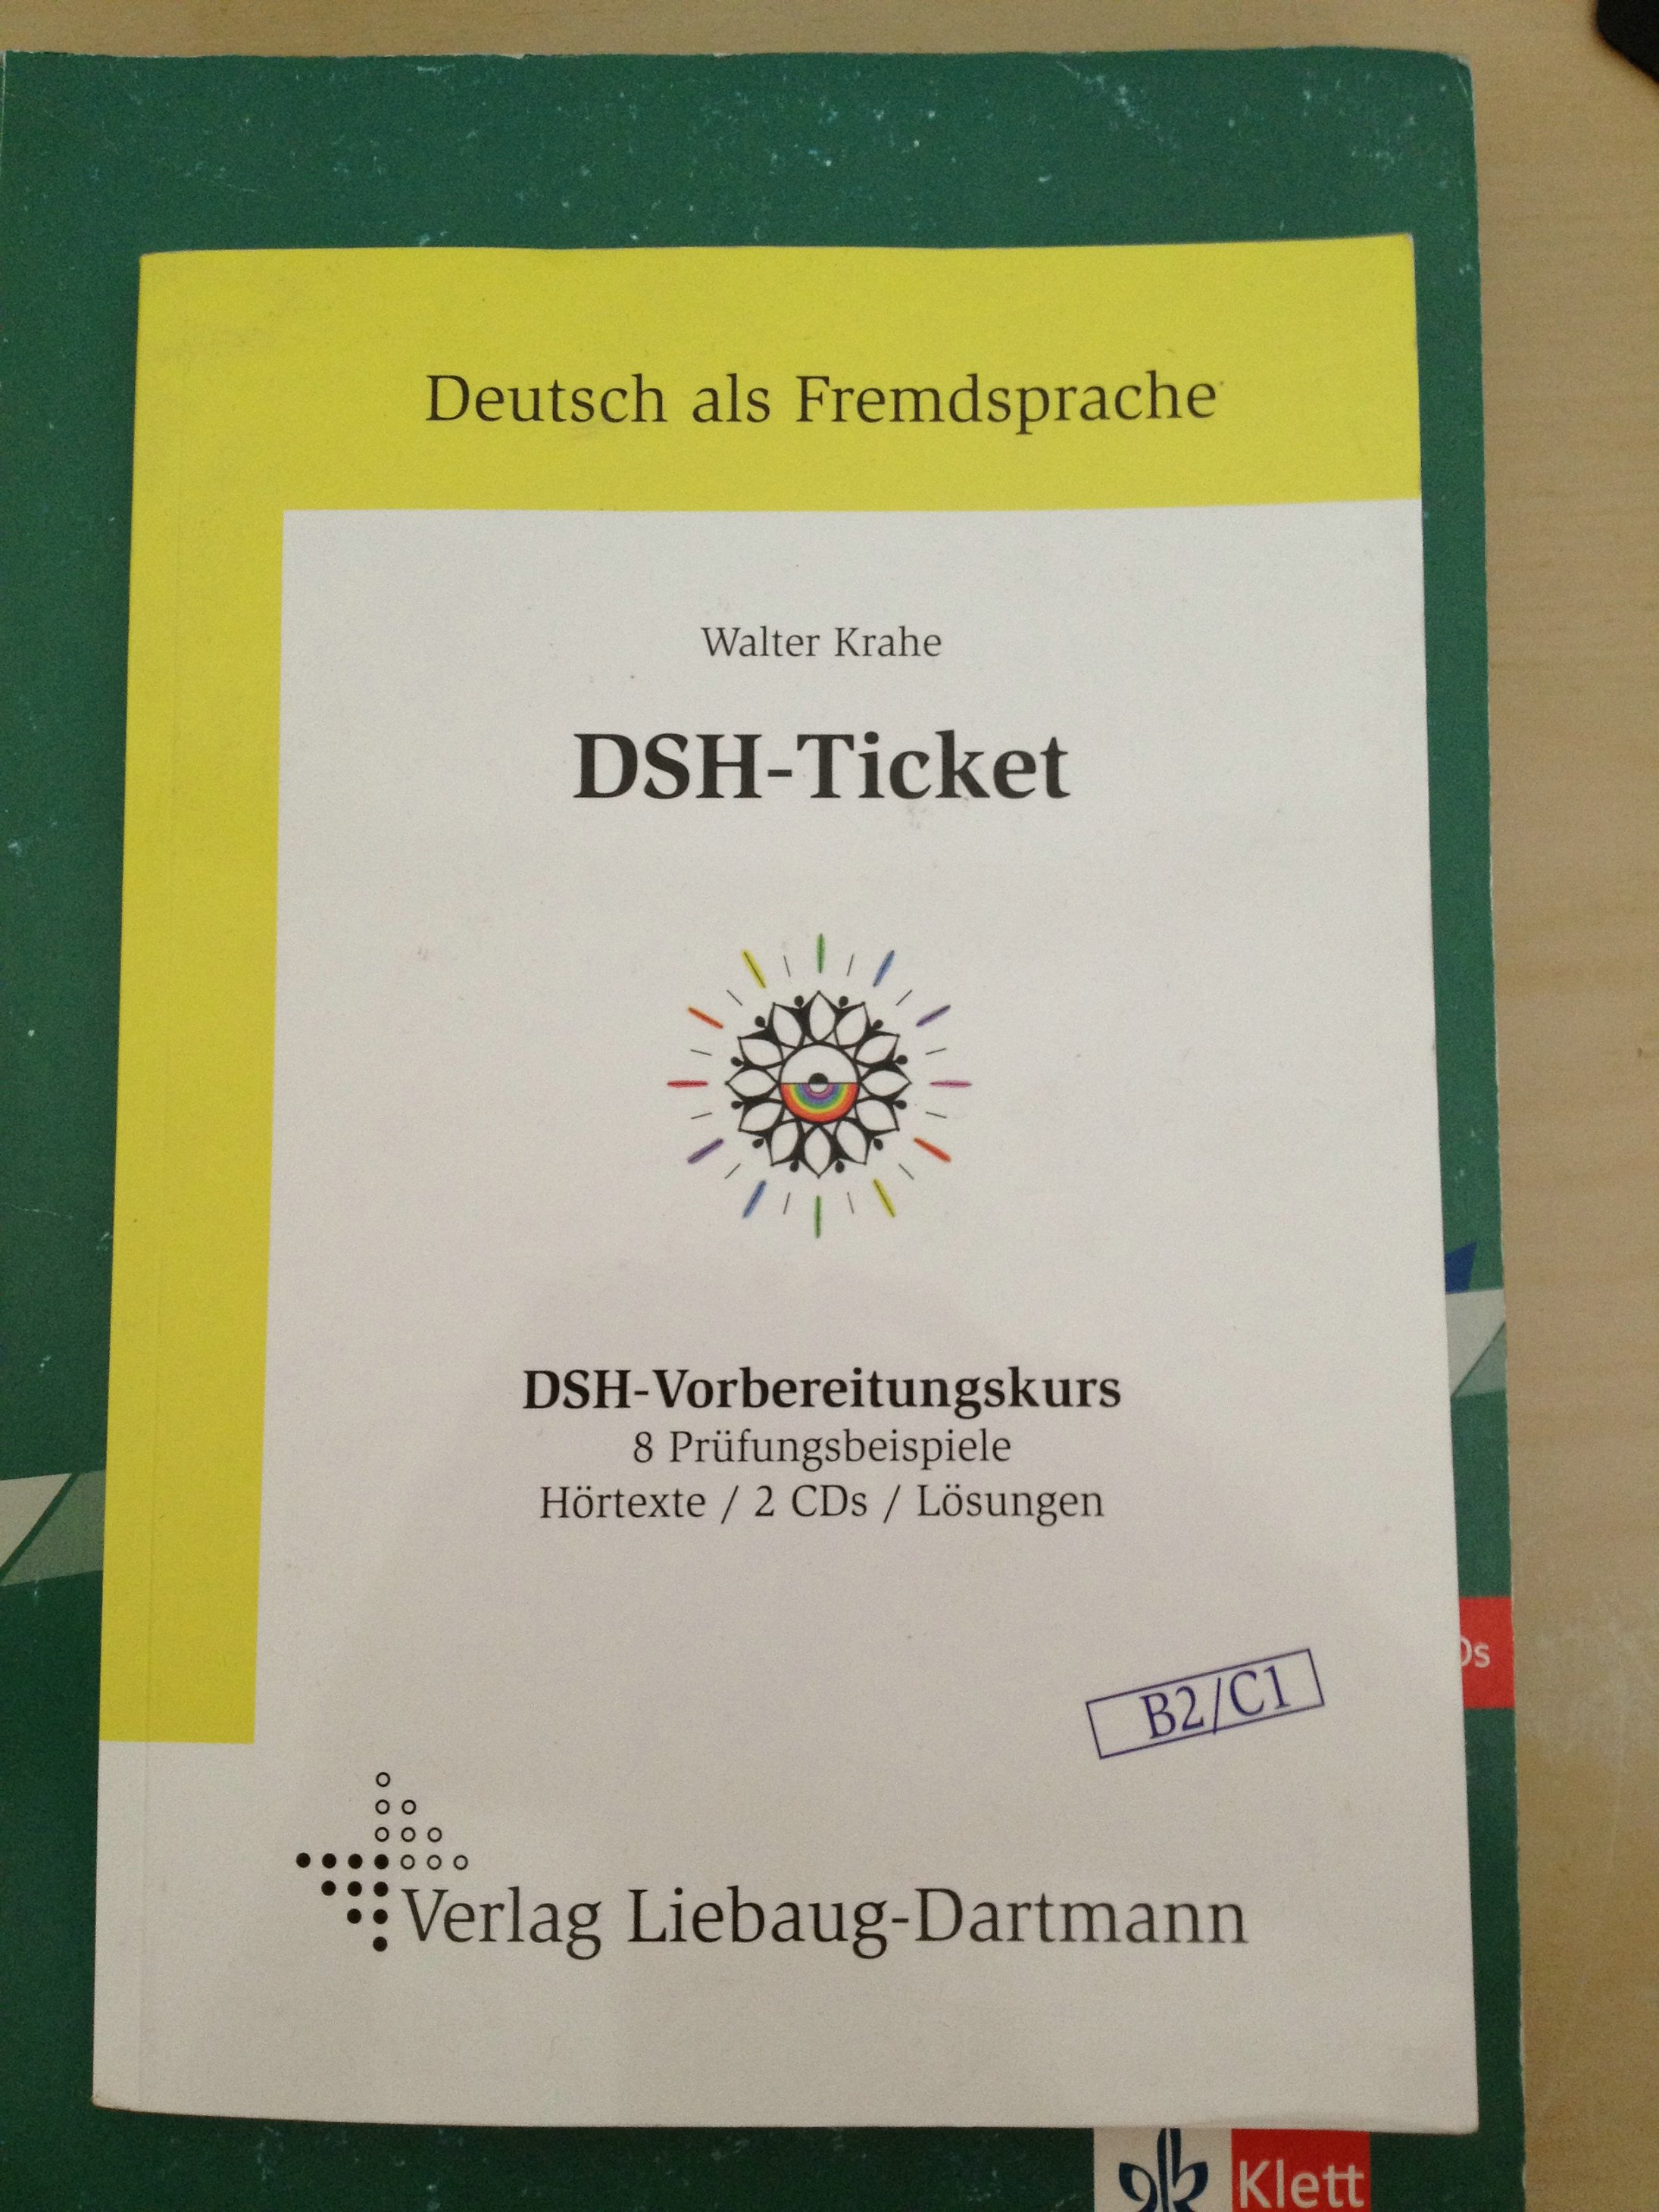 Deutsch als Fremdsprache
Walter Krahe
DSH-Ticket
DSH-Vorbereitungskurs
8 Prüfungsbeispiele
Hörtexte / 2 CDs / Lösungen
B2/C1
Verlag Liebaug-Dartmann
Klett